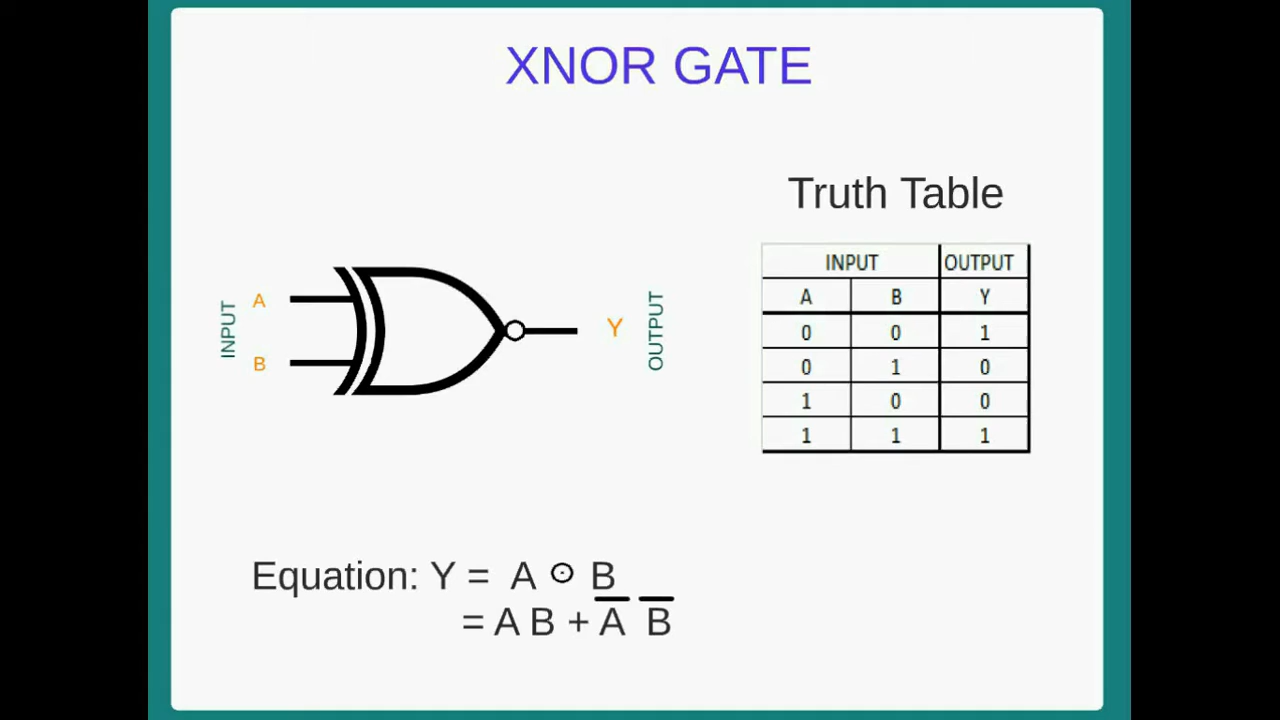 XNOR GATE
Truth Table
INPUT OUTPUT
A B Y
0 0 1
0 1 0
1 0 0
1 1 1
INPUT
A
B
Y
OUTPUT
Equation: Y = A ⊙ B
= A B + A̅ B̅